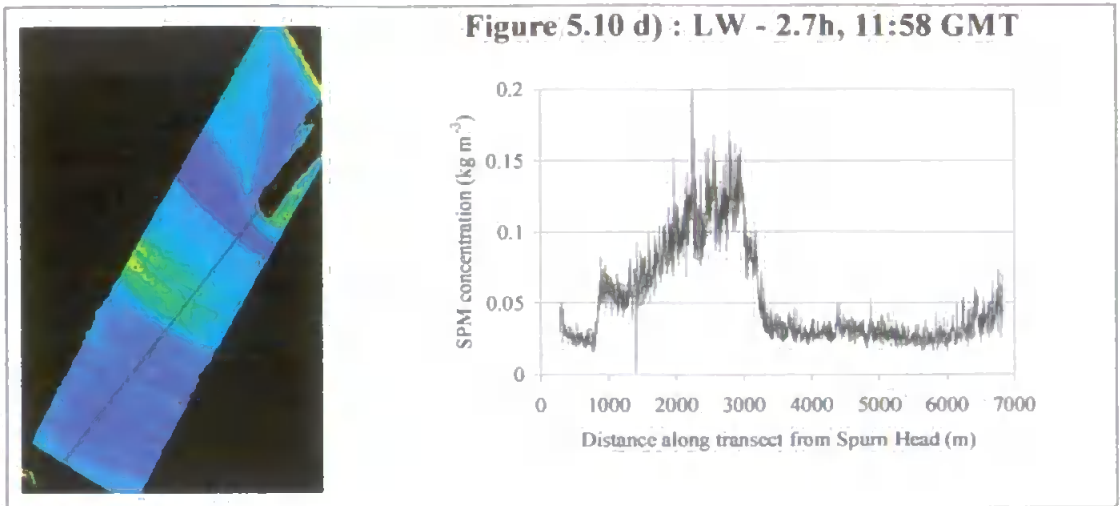 Figure 5.10 d) : LW - 2.7h, 11:58 GMT
0.2
0.15
0.1
0.05
0
SPM concentration (kg m⁻³)
0 1000 2000 3000 4000 5000 6000 7000
Distance along transect from Spurn Head (m)